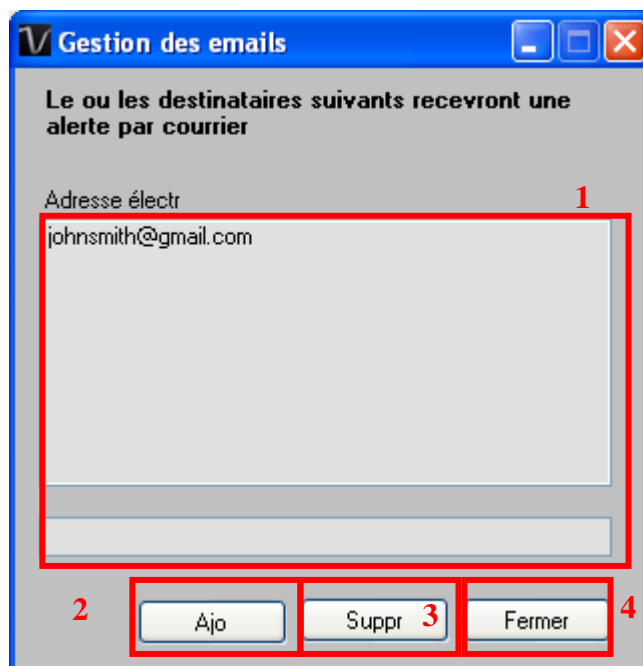 Gestion des emails
Le ou les destinataires suivants recevront une
alerte par courrier
Adresse électr
1
johnsmith@gmail.com
2
Ajo
Suppr
3
Fermer
4